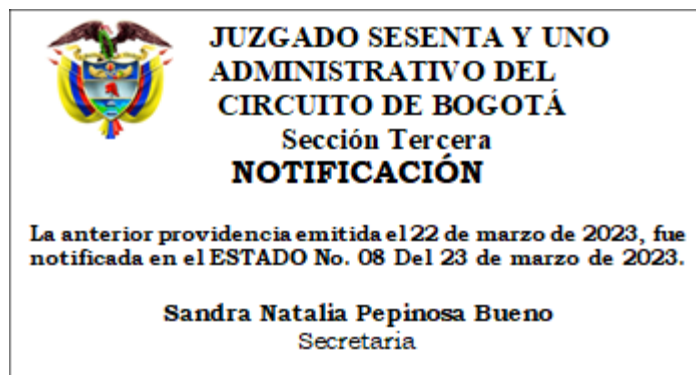 JUZGADO SESENTA Y UNO
ADMINISTRATIVO DEL
CIRCUITO DE BOGOTÁ
Sección Tercera
NOTIFICACIÓN
La anterior providencia emitida el 22 de marzo de 2023, fue
notificada en el ESTADO No. 08 Del 23 de marzo de 2023.
Sandra Natalia Pepinosa Bueno
Secretaria